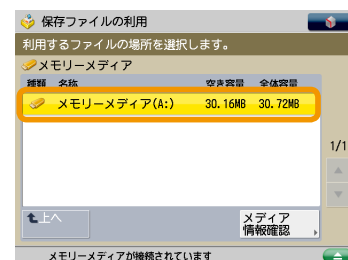 保存ファイルの利用
利用するファイルの場所を選択します。
メモリーメディア
種類 名称 空き容量 全体容量
メモリーメディア(A:) 30.16MB 30.72MB
1/1
上へ
メディア
情報確認
メモリーメディアが接続されています